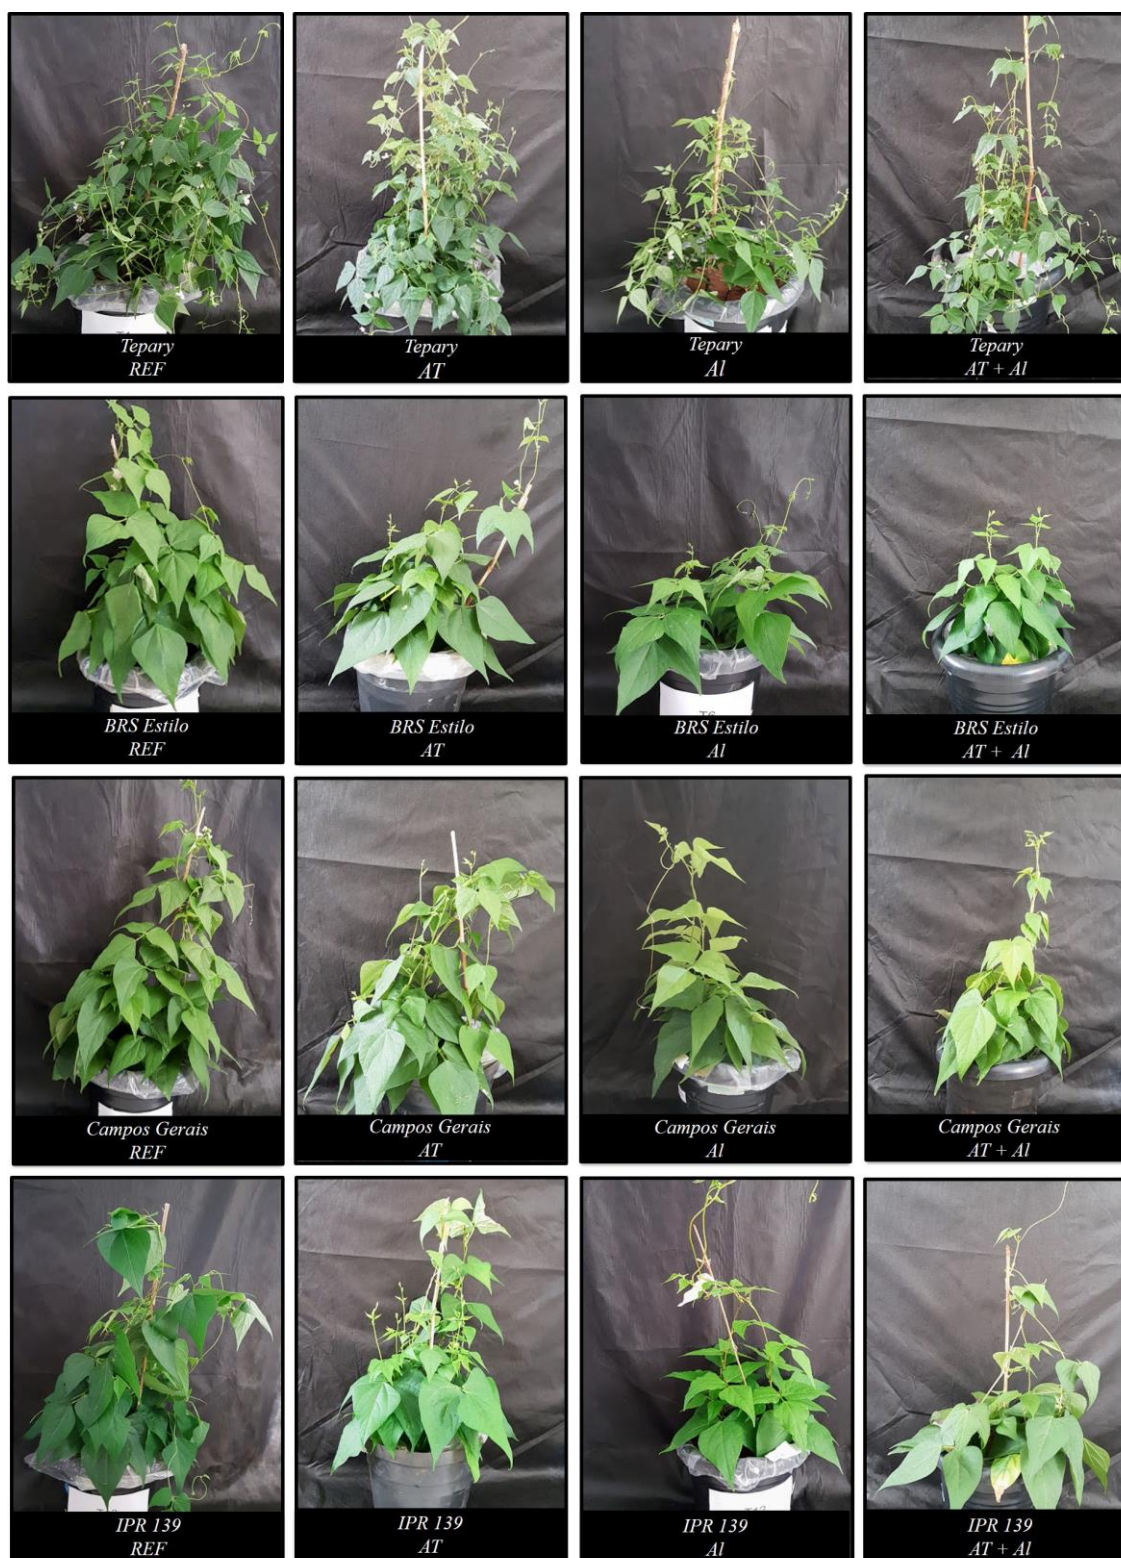 Tepary
REF
Tepary
AT
Tepary
Al
Tepary
AT + Al
BRS Estilo
REF
BRS Estilo
AT
BRS Estilo
Al
BRS Estilo
AT + Al
Campos Gerais
REF
Campos Gerais
AT
Campos Gerais
Al
Campos Gerais
AT + Al
IPR 139
REF
IPR 139
AT
IPR 139
Al
IPR 139
AT + Al